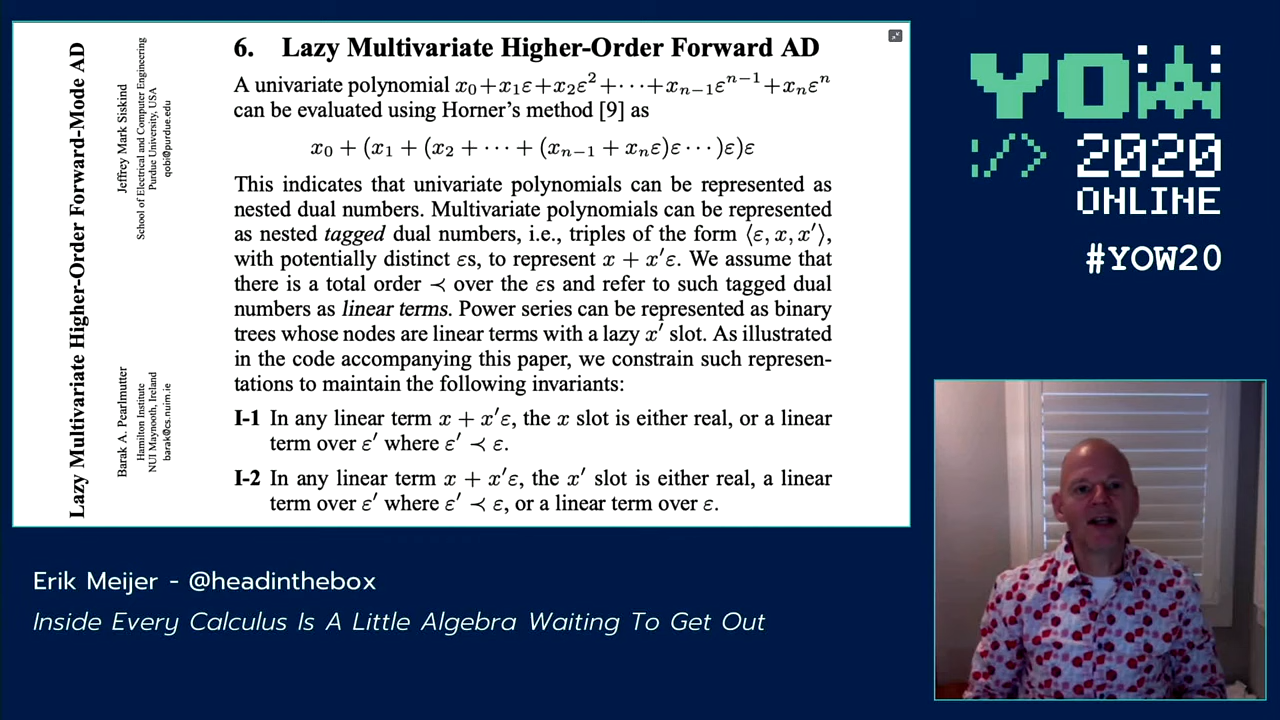 Lazy Multivariate Higher-Order Forward-Mode AD
Jeffrey Mark Siskind
School of Electrical and Computer Engineering
Purdue University, USA
qobi@purdue.edu
Barak A. Pearlmutter
Hamilton Institute
NUI Maynooth, Ireland
barak@cs.nuim.ie
6. Lazy Multivariate Higher-Order Forward AD
A univariate polynomial x₀+x₁ε+x₂ε²+⋯+xₙ₋₁εⁿ⁻¹+xₙεⁿ
can be evaluated using Horner's method [9] as
x₀ + (x₁ + (x₂ + ⋯ + (xₙ₋₁ + xₙε)ε⋯)ε)ε
This indicates that univariate polynomials can be represented as
nested dual numbers. Multivariate polynomials can be represented
as nested tagged dual numbers, i.e., triples of the form ⟨ε, x, x′⟩,
with potentially distinct εs, to represent x + x′ε. We assume that
there is a total order ≺ over the εs and refer to such tagged dual
numbers as linear terms. Power series can be represented as binary
trees whose nodes are linear terms with a lazy x′ slot. As illustrated
in the code accompanying this paper, we constrain such represen-
tations to maintain the following invariants:
I-1 In any linear term x + x′ε, the x slot is either real, or a linear
term over ε′ where ε′ ≺ ε.
I-2 In any linear term x + x′ε, the x′ slot is either real, a linear
term over ε′ where ε′ ≺ ε, or a linear term over ε.
YOW
:/> 2020
ONLINE
#YOW20
Erik Meijer - @headinthebox
Inside Every Calculus Is A Little Algebra Waiting To Get Out